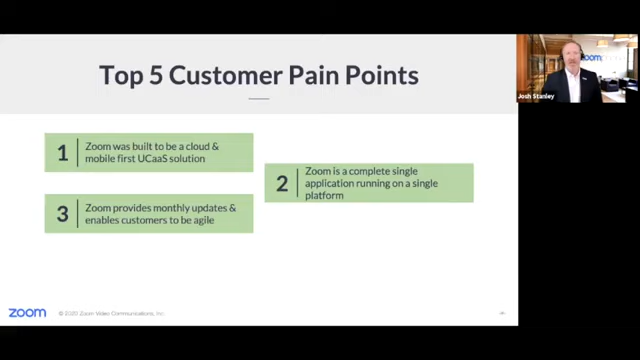 Top 5 Customer Pain Points
1
Zoom was built to be a cloud &
mobile first UCaaS solution
2
Zoom is a complete single
application running on a single
platform
3
Zoom provides monthly updates &
enables customers to be agile
zoom
© 2020 Zoom Video Communications, Inc.
zoom
Josh Stanley